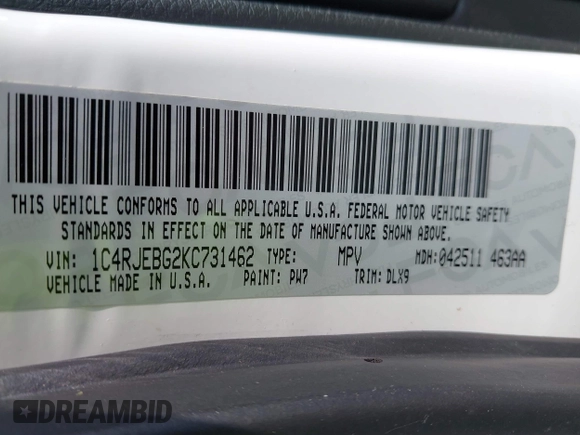 THIS VEHICLE CONFORMS TO ALL APPLICABLE U.S.A. FEDERAL MOTOR VEHICLE SAFETY
STANDARDS IN EFFECT ON THE DATE OF MANUFACTURE SHOWN ABOVE.
VIN: 1C4RJEBG2KC731462 TYPE: MPV MDH: 042511 463AA
VEHICLE MADE IN U.S.A. PAINT: PW7 TRIM: DLX9
DREAMBID